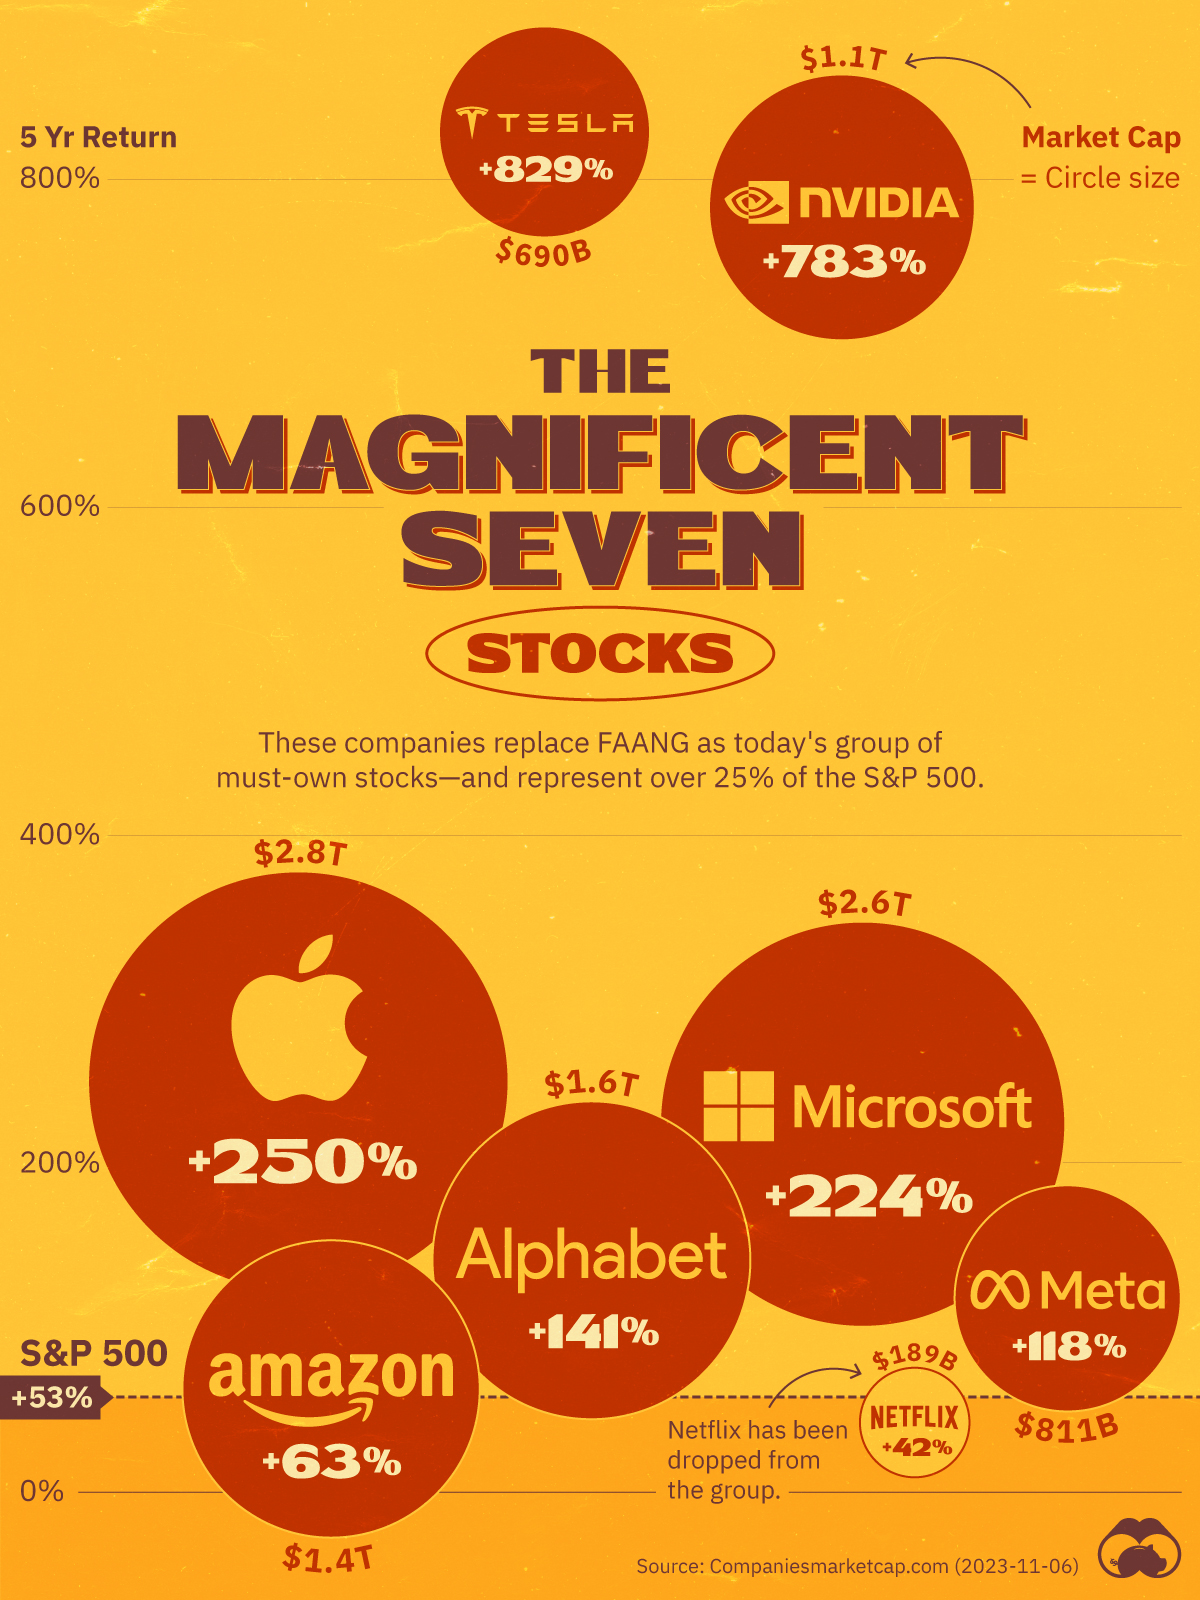 $1.1T
TESLA
+829%
$690B
5 Yr Return
800%
Market Cap
= Circle size
NVIDIA
+783%
THE
MAGNIFICENT
600%
SEVEN
STOCKS
These companies replace FAANG as today's group of
must-own stocks—and represent over 25% of the S&P 500.
400%
$2.8T
+250%
$2.6T
Microsoft
+224%
$1.6T
Alphabet
+141%
200%
Meta
+118%
$811B
S&P 500
+53%
amazon
+63%
$1.4T
$189B
NETFLIX
+42%
Netflix has been
dropped from
the group.
0%
Source: Companiesmarketcap.com (2023-11-06)